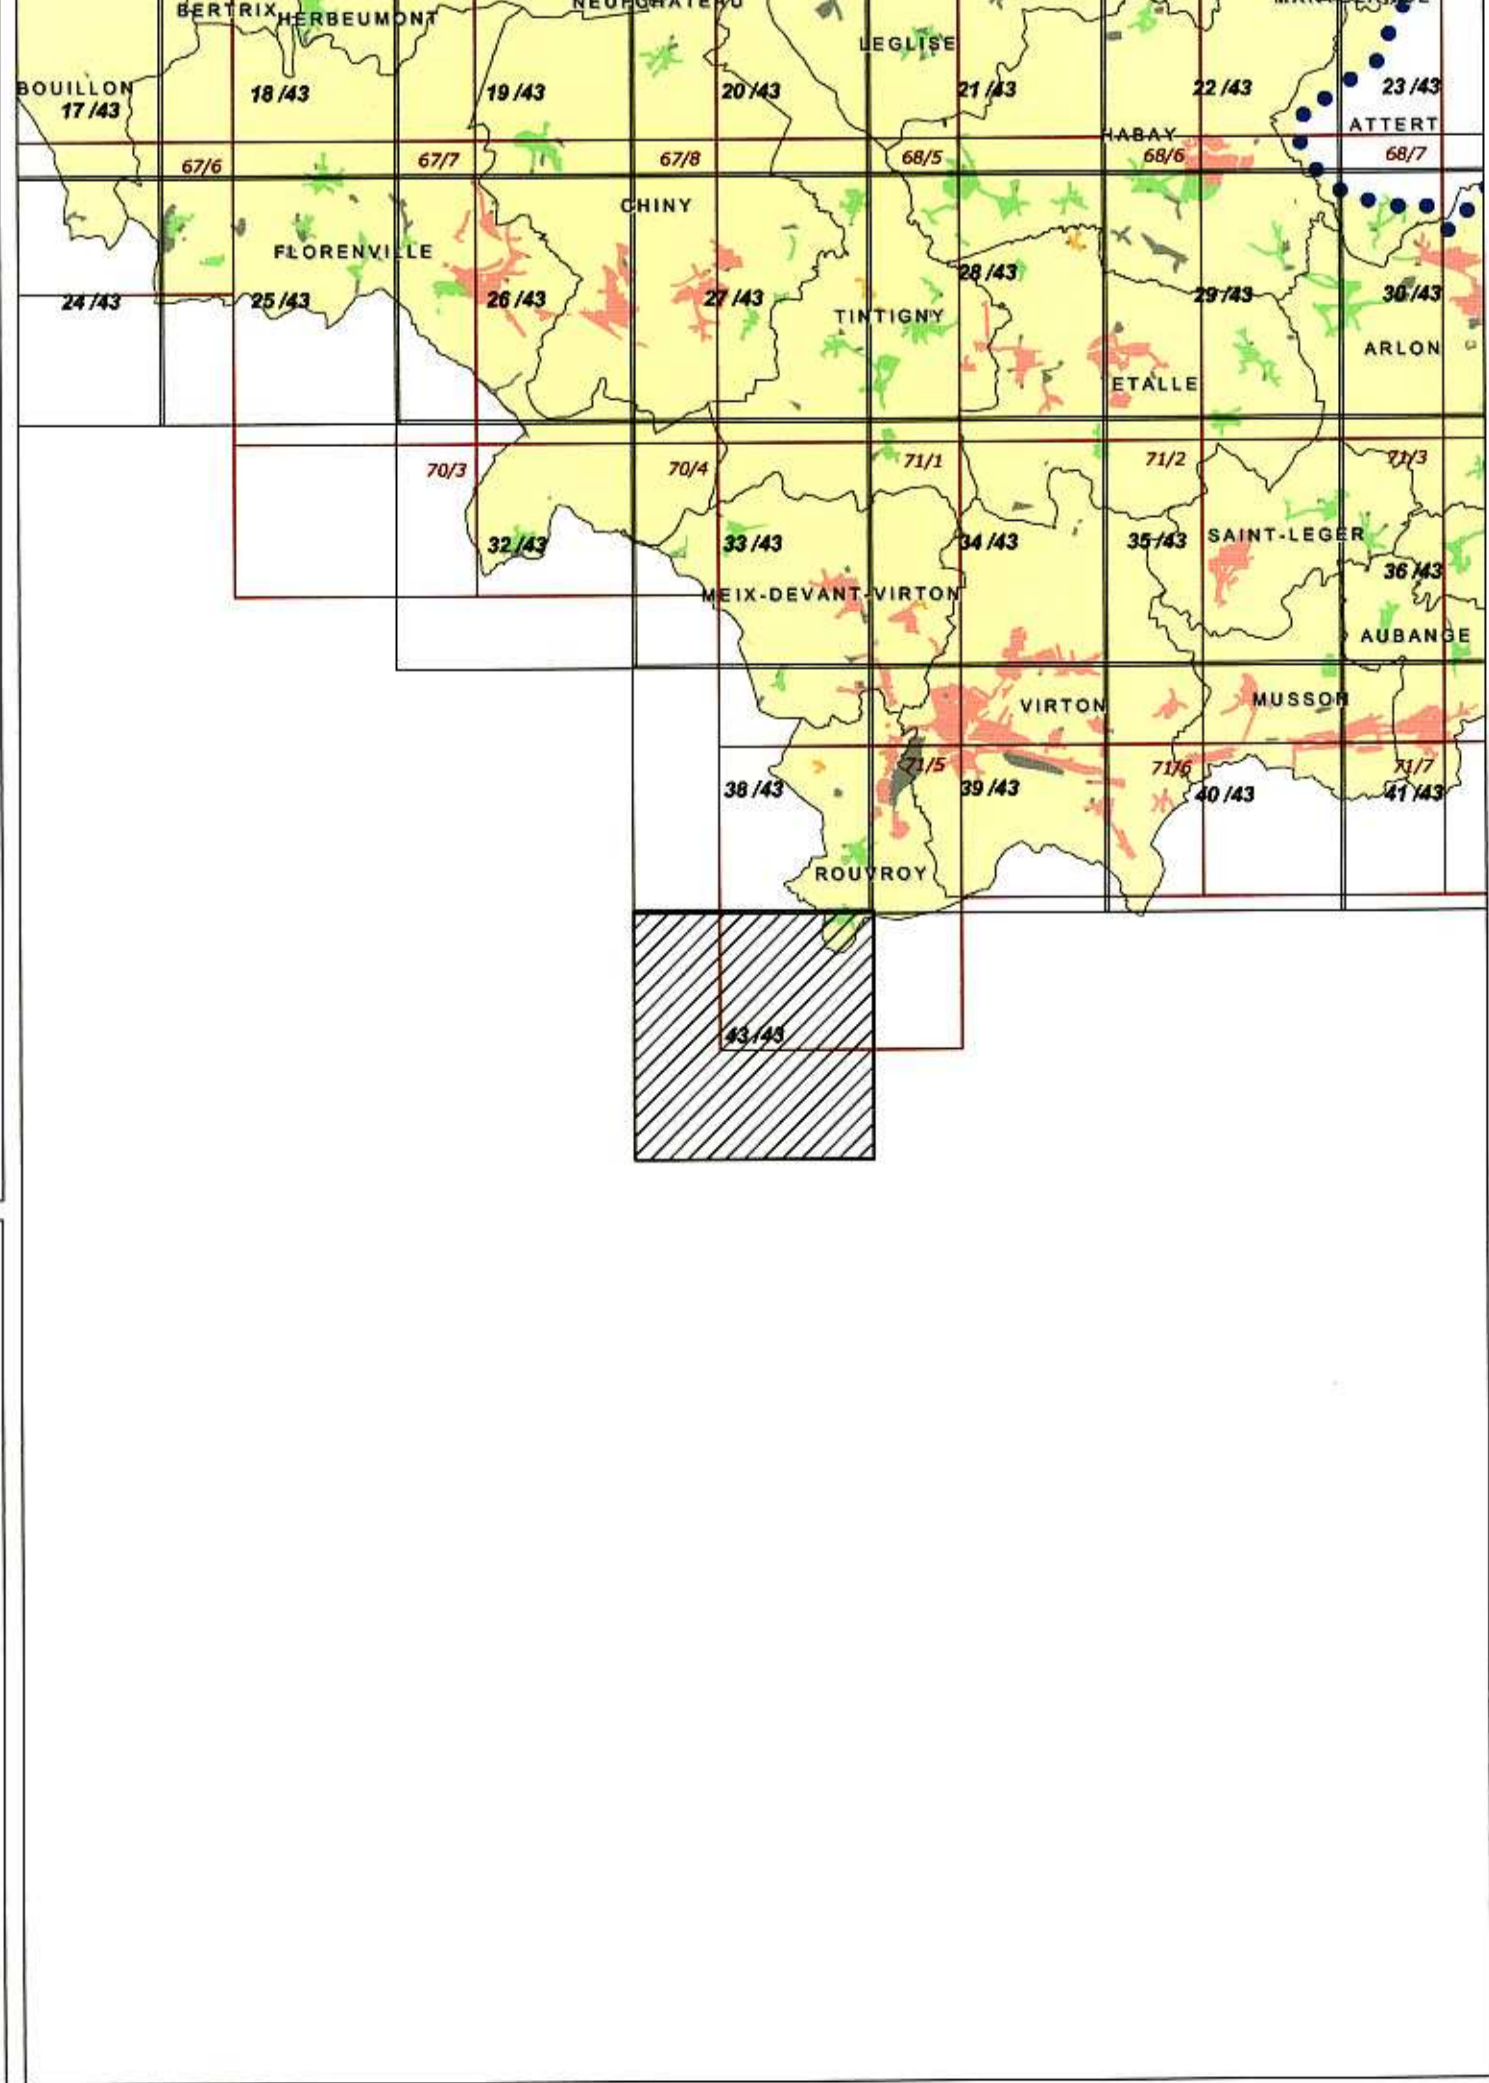 BERTRIX HERBEUMONT NEUFCHATEAU
LEGLISE
BOUILLON
17 /43 18 /43 19 /43 20 /43 21 /43 22 /43 23 /43
ATTERT
HABAY
67/6 67/7 67/8 68/5 68/6 68/7
CHINY
FLORENVILLE
24 /43 25 /43 26 /43 27 /43 28 /43 29 /43 30 /43
TINTIGNY
ARLON
ETALLE
70/3 70/4 71/1 71/2 71/3
32 /43 33 /43 34 /43 35 /43 SAINT-LEGER
36 /43
MEIX-DEVANT-VIRTON
AUBANGE
VIRTON MUSSON
71/5 71/6 71/7
38 /43 39 /43 40 /43 41 /43
ROUVROY
43 /43